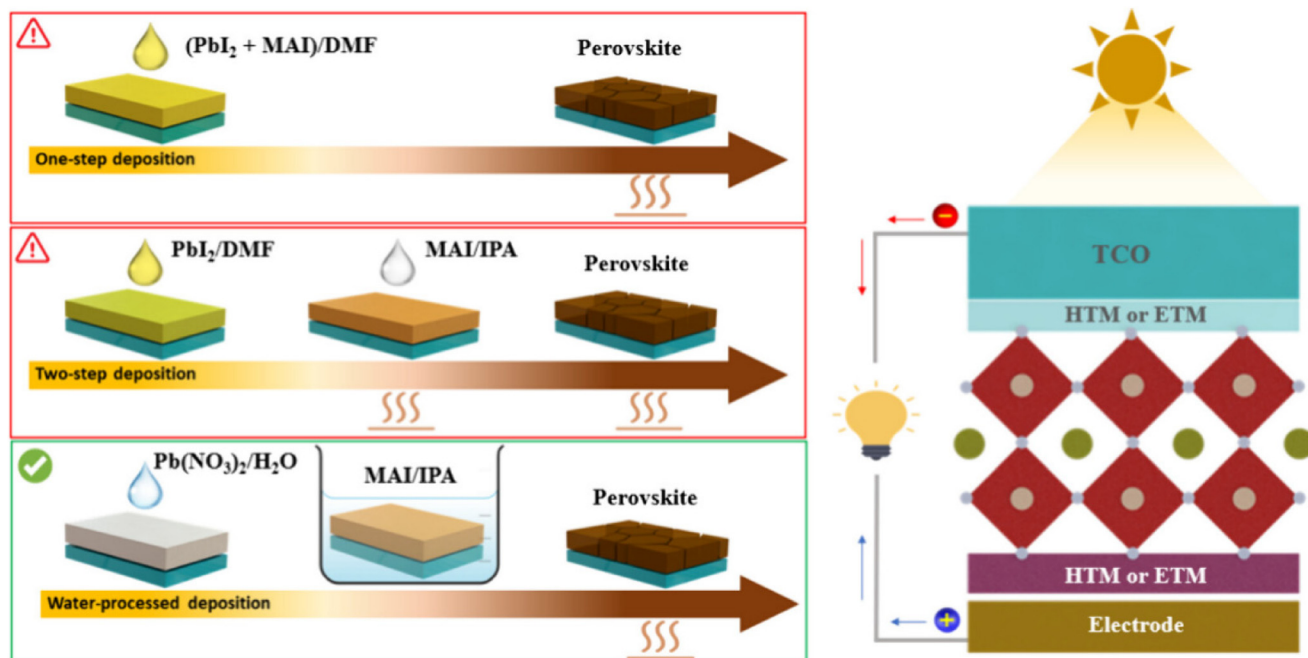 (PbI₂ + MAI)/DMF
Perovskite
One-step deposition
PbI₂/DMF
MAI/IPA
Perovskite
Two-step deposition
Pb(NO₃)₂/H₂O
MAI/IPA
Perovskite
Water-processed deposition
−
TCO
HTM or ETM
HTM or ETM
+
Electrode